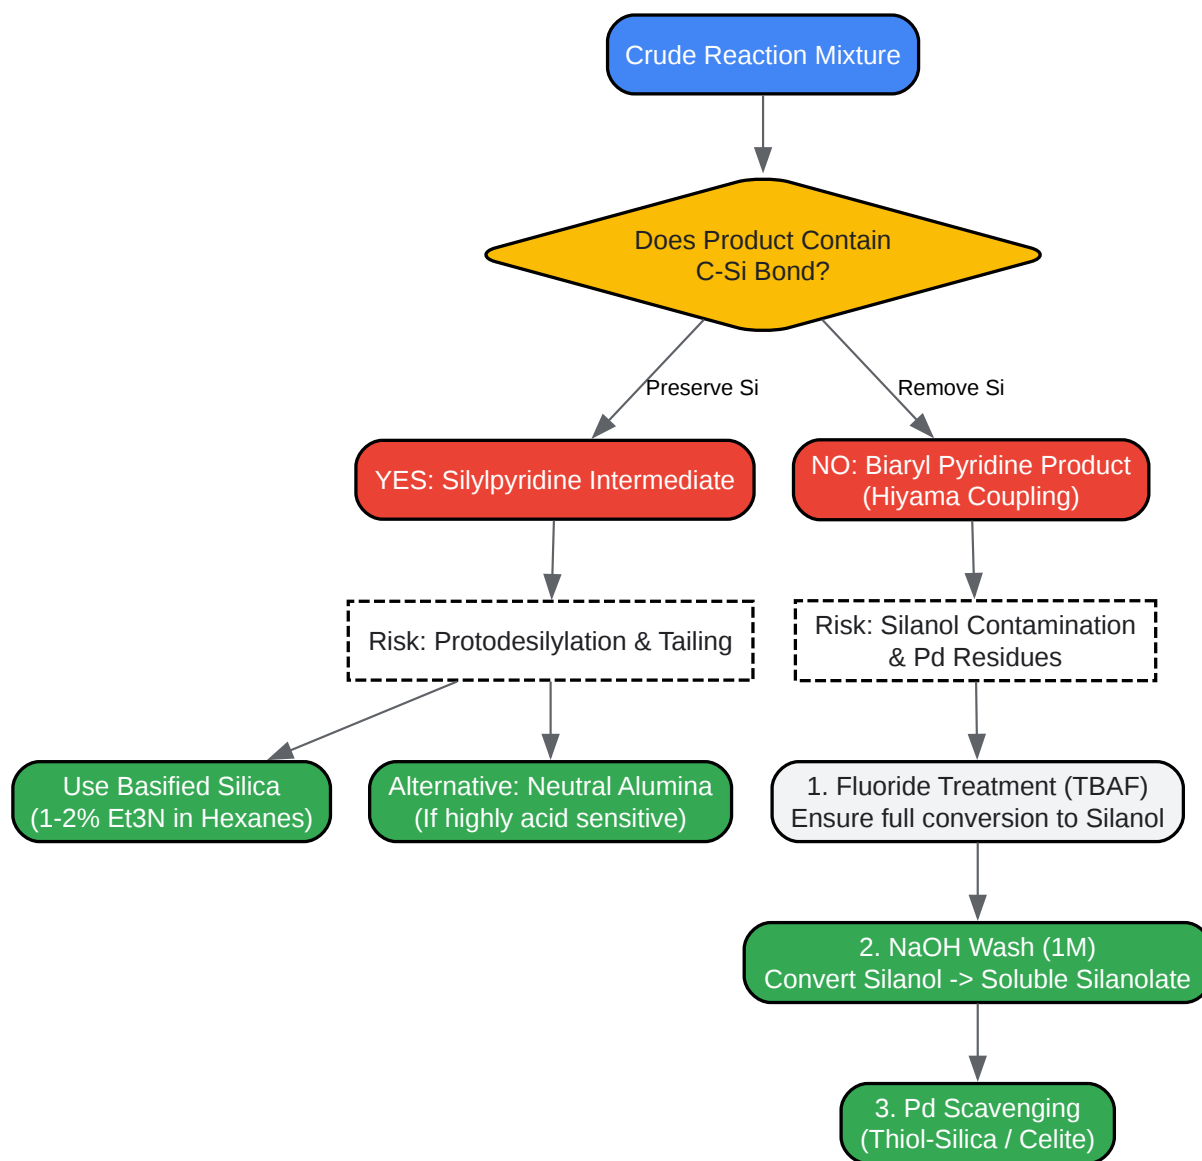 Crude Reaction Mixture
Does Product Contain
C-Si Bond?
Preserve Si
Remove Si
YES: Silylpyridine Intermediate
NO: Biaryl Pyridine Product
(Hiyama Coupling)
Risk: Protodesilylation & Tailing
Risk: Silanol Contamination
& Pd Residues
Use Basified Silica
(1-2% Et3N in Hexanes)
Alternative: Neutral Alumina
(If highly acid sensitive)
1. Fluoride Treatment (TBAF)
Ensure full conversion to Silanol
2. NaOH Wash (1M)
Convert Silanol -> Soluble Silanolate
3. Pd Scavenging
(Thiol-Silica / Celite)